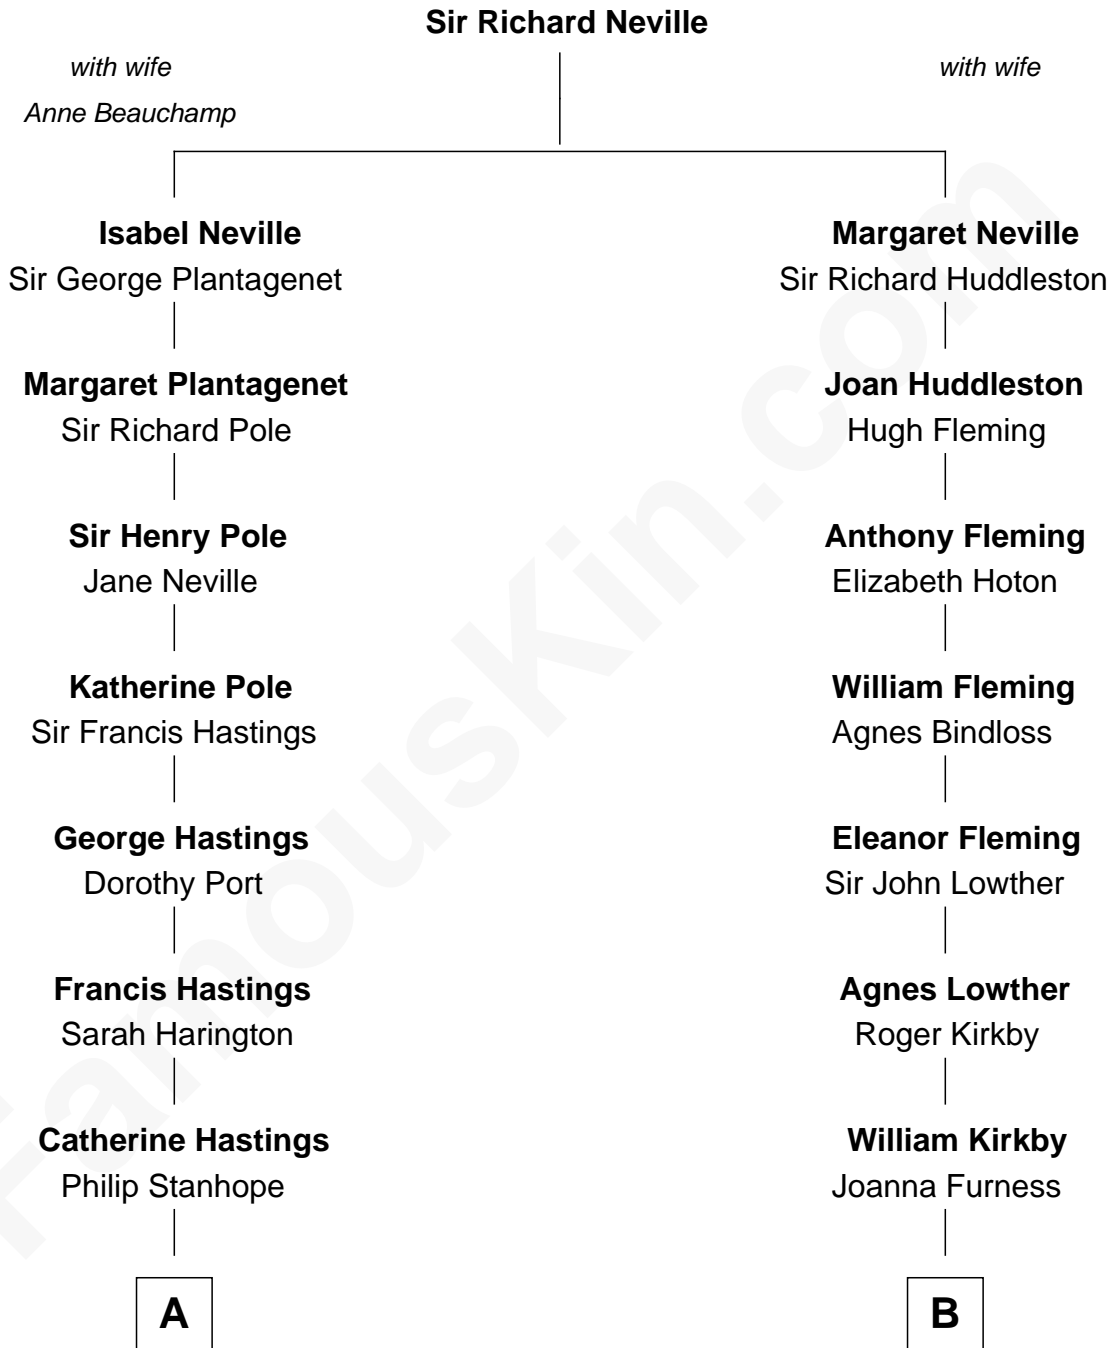 Sir Richard Neville
with wife
Anne Beauchamp
with wife
Isabel Neville
Sir George Plantagenet
Margaret Neville
Sir Richard Huddleston
Margaret Plantagenet
Sir Richard Pole
Joan Huddleston
Hugh Fleming
Sir Henry Pole
Jane Neville
Anthony Fleming
Elizabeth Hoton
Katherine Pole
Sir Francis Hastings
William Fleming
Agnes Bindloss
George Hastings
Dorothy Port
Eleanor Fleming
Sir John Lowther
Francis Hastings
Sarah Harington
Agnes Lowther
Roger Kirkby
Catherine Hastings
Philip Stanhope
William Kirkby
Joanna Furness
A
B
FamousKin.com